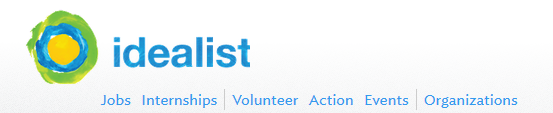 idealist
Jobs Internships Volunteer Action Events Organizations